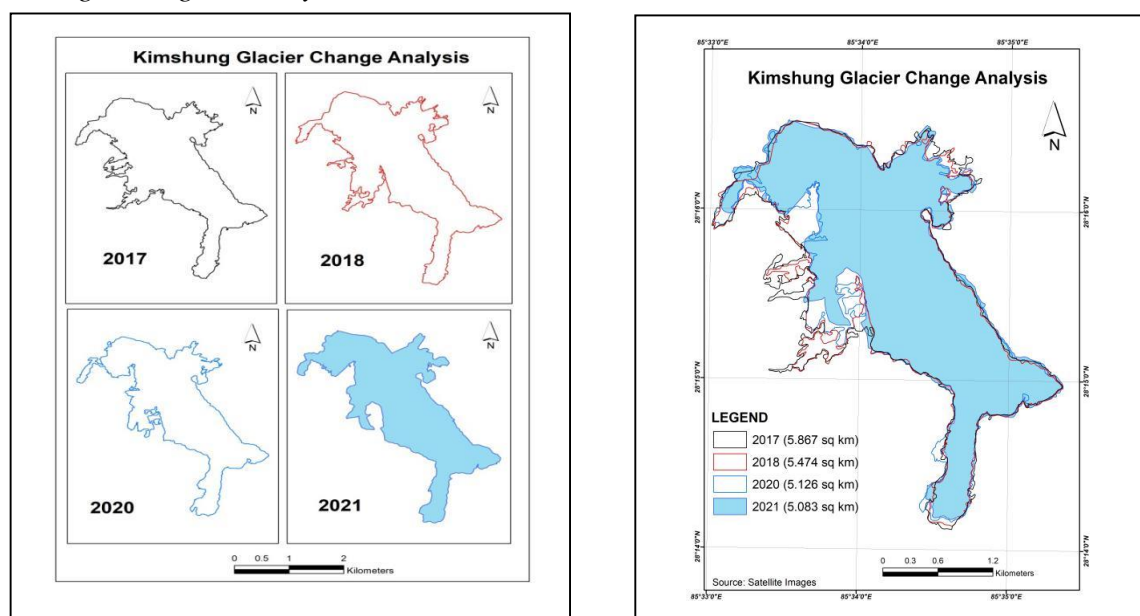 Kimshung Glacier Change Analysis
N
N
2017
2018
N
N
2020
2021
0 0.5 1 2
Kilometers
85°33'0"E 85°34'0"E 85°35'0"E
Kimshung Glacier Change Analysis
N
28°16'0"N
28°16'0"N
28°15'0"N
28°15'0"N
LEGEND
2017 (5.867 sq km)
2018 (5.474 sq km)
2020 (5.126 sq km)
2021 (5.083 sq km)
28°14'0"N
28°14'0"N
0 0.3 0.6 1.2
Kilometers
Source: Satellite Images
85°33'0"E 85°34'0"E 85°35'0"E